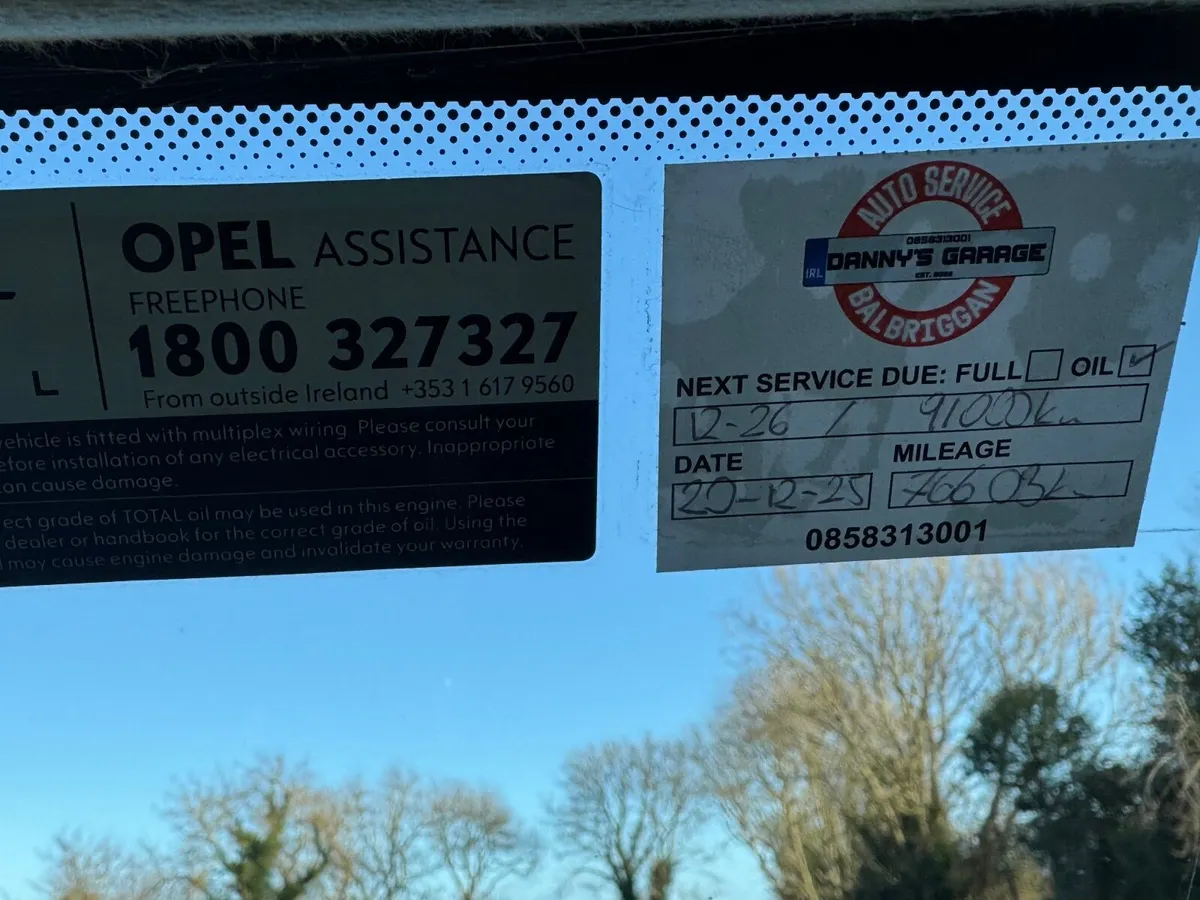 OPEL ASSISTANCE
FREEPHONE
1800 327327
L
From outside Ireland +353 1 617 9560
vehicle is fitted with multiplex wiring. Please consult your
before installation of any electrical accessory. Inappropriate
can cause damage.
ect grade of TOTAL oil may be used in this engine. Please
dealer or handbook for the correct grade of oil. Using the
may cause engine damage and invalidate your warranty.
AUTO SERVICE
0858313001
IRL DANNY'S GARAGE
EST.
BALBRIGGAN
NEXT SERVICE DUE: FULL OIL ✓
12-26 / 91000km
DATE MILEAGE
20-12-25 76603km
0858313001